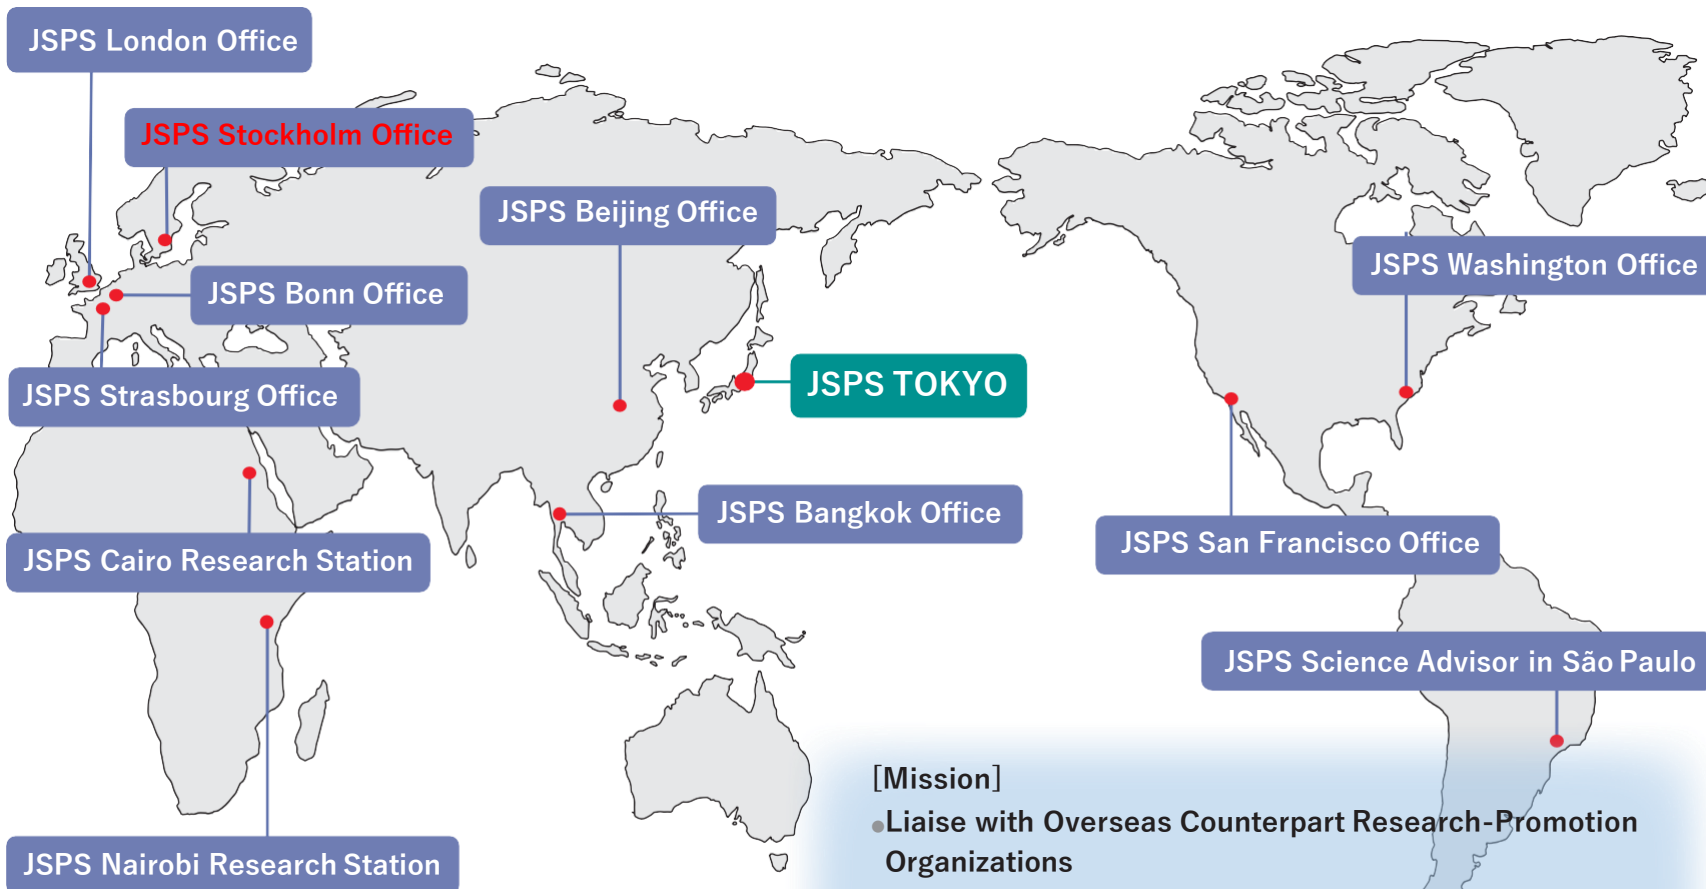 JSPS London Office
JSPS Stockholm Office
JSPS Beijing Office
JSPS Washington Office
JSPS Bonn Office
JSPS TOKYO
JSPS Strasbourg Office
JSPS Bangkok Office
JSPS San Francisco Office
JSPS Cairo Research Station
JSPS Science Advisor in São Paulo
JSPS Nairobi Research Station
[Mission]
●Liaise with Overseas Counterpart Research-Promotion
Organizations